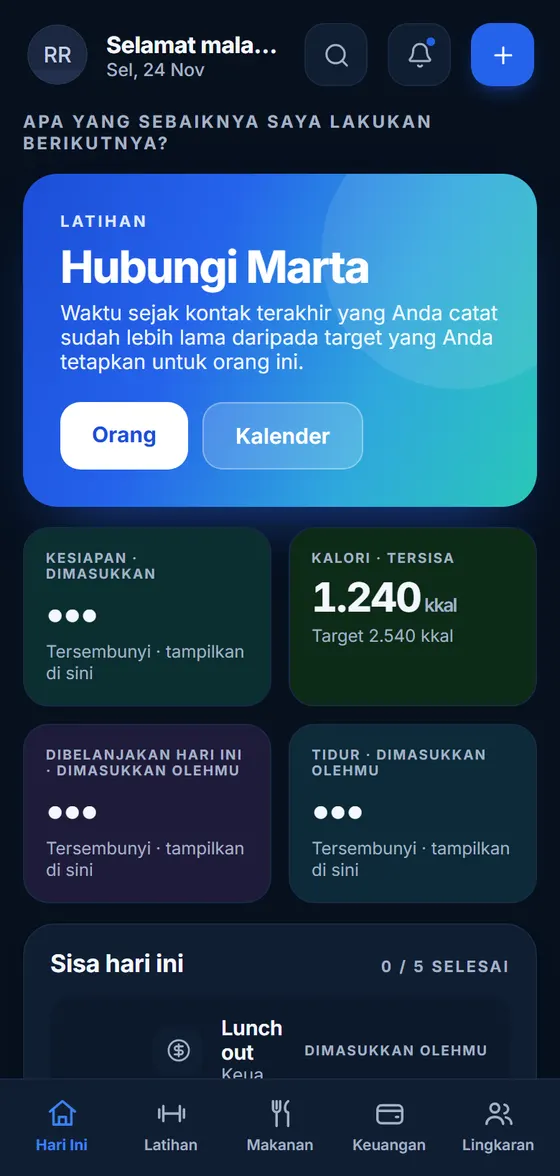 RR
Selamat mala...
Sel, 24 Nov
APA YANG SEBAIKNYA SAYA LAKUKAN
BERIKUTNYA?
LATIHAN
Hubungi Marta
Waktu sejak kontak terakhir yang Anda catat
sudah lebih lama daripada target yang Anda
tetapkan untuk orang ini.
Orang
Kalender
KESIAPAN ·
DIMASUKKAN
•••
Tersembunyi · tampilkan
di sini
KALORI · TERSISA
1.240 kkal
Target 2.540 kkal
DIBELANJAKAN HARI INI
· DIMASUKKAN OLEHMU
•••
Tersembunyi · tampilkan
di sini
TIDUR · DIMASUKKAN
OLEHMU
•••
Tersembunyi · tampilkan
di sini
Sisa hari ini
0 / 5 SELESAI
Lunch
out
DIMASUKKAN OLEHMU
Keua
Hari Ini
Latihan
Makanan
Keuangan
Lingkaran